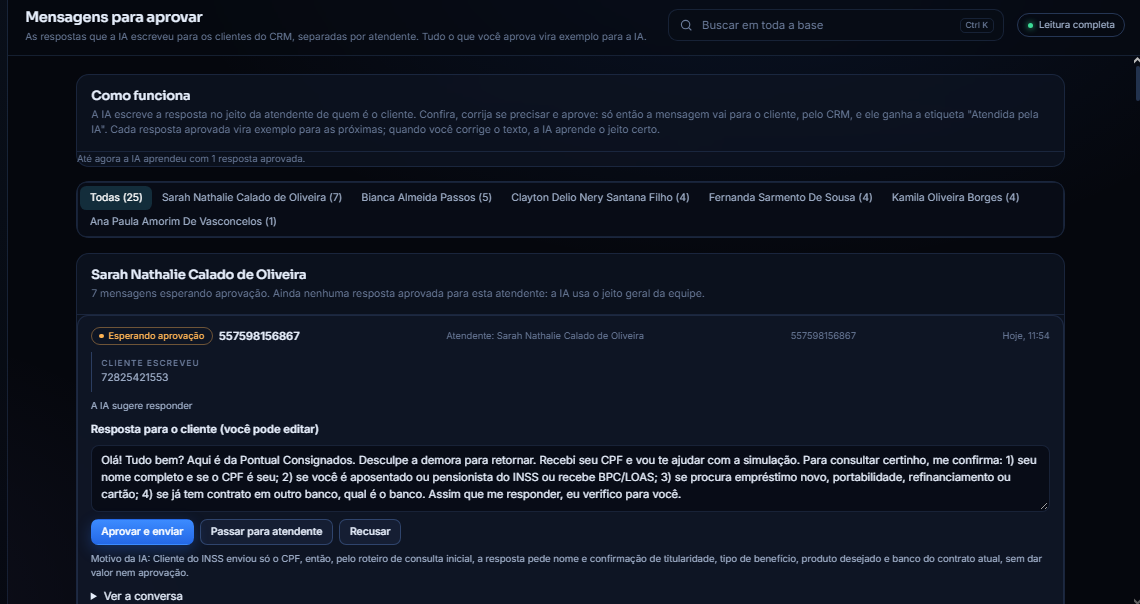 Mensagens para aprovar
As respostas que a IA escreveu para os clientes do CRM, separadas por atendente. Tudo o que você aprova vira exemplo para a IA.
Buscar em toda a base
Ctrl K
Leitura completa
Como funciona
A IA escreve a resposta no jeito da atendente de quem é o cliente. Confira, corrija se precisar e aprove: só então a mensagem vai para o cliente, pelo CRM, e ele ganha a etiqueta "Atendida pela
IA". Cada resposta aprovada vira exemplo para as próximas; quando você corrige o texto, a IA aprende o jeito certo.
Até agora a IA aprendeu com 1 resposta aprovada.
Todas (25) Sarah Nathalie Calado de Oliveira (7) Bianca Almeida Passos (5) Clayton Delio Nery Santana Filho (4) Fernanda Sarmento De Sousa (4) Kamila Oliveira Borges (4)
Ana Paula Amorim De Vasconcelos (1)
Sarah Nathalie Calado de Oliveira
7 mensagens esperando aprovação. Ainda nenhuma resposta aprovada para esta atendente: a IA usa o jeito geral da equipe.
Esperando aprovação 557598156867 Atendente: Sarah Nathalie Calado de Oliveira 557598156867 Hoje, 11:54
CLIENTE ESCREVEU
72825421553
A IA sugere responder
Resposta para o cliente (você pode editar)
Olá! Tudo bem? Aqui é da Pontual Consignados. Desculpe a demora para retornar. Recebi seu CPF e vou te ajudar com a simulação. Para consultar certinho, me confirma: 1) seu
nome completo e se o CPF é seu; 2) se você é aposentado ou pensionista do INSS ou recebe BPC/LOAS; 3) se procura empréstimo novo, portabilidade, refinanciamento ou
cartão; 4) se já tem contrato em outro banco, qual é o banco. Assim que me responder, eu verifico para você.
Aprovar e enviar Passar para atendente Recusar
Motivo da IA: Cliente do INSS enviou só o CPF, então, pelo roteiro de consulta inicial, a resposta pede nome e confirmação de titularidade, tipo de benefício, produto desejado e banco do contrato atual, sem dar
valor nem aprovação.
Ver a conversa